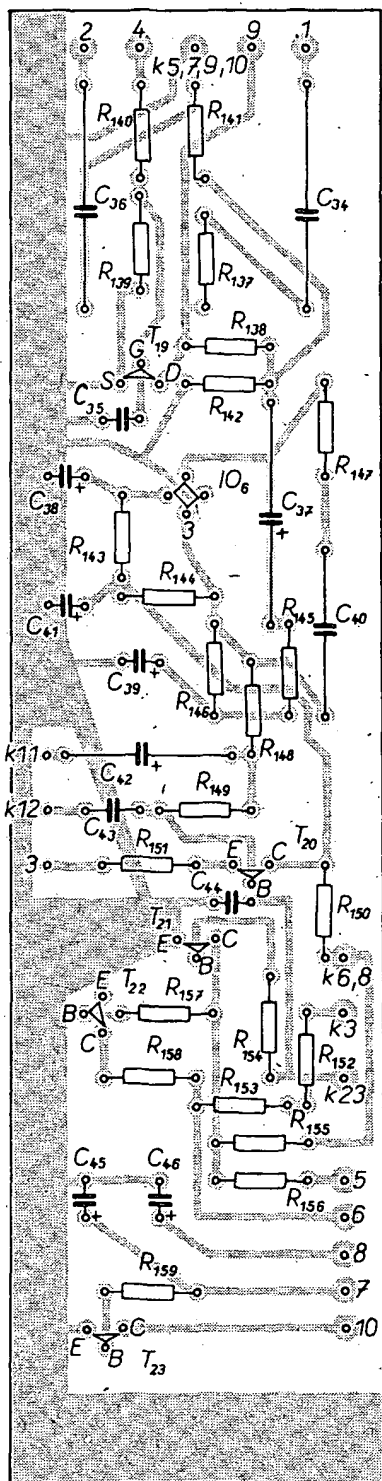 2 4 9 1
k5,7,9,10
R140 R141
C36 C34
R139 R137
T19 R138
G
S D
C35 R142
R147
IO6
C38 + C37
3 +
R143
R144
C41 + R145 C40
C39 + R146
k11 R148
C42 +
k12 R149
C43
T20
3 R151 E C
B
C44 R150
T21 C
E B k6,8
E T22 R157
B k3
C R154 R152
R158
R153 k23
R155
C45 C46
R156 5
+ + 6
8
R159
7
C 10
E B T23